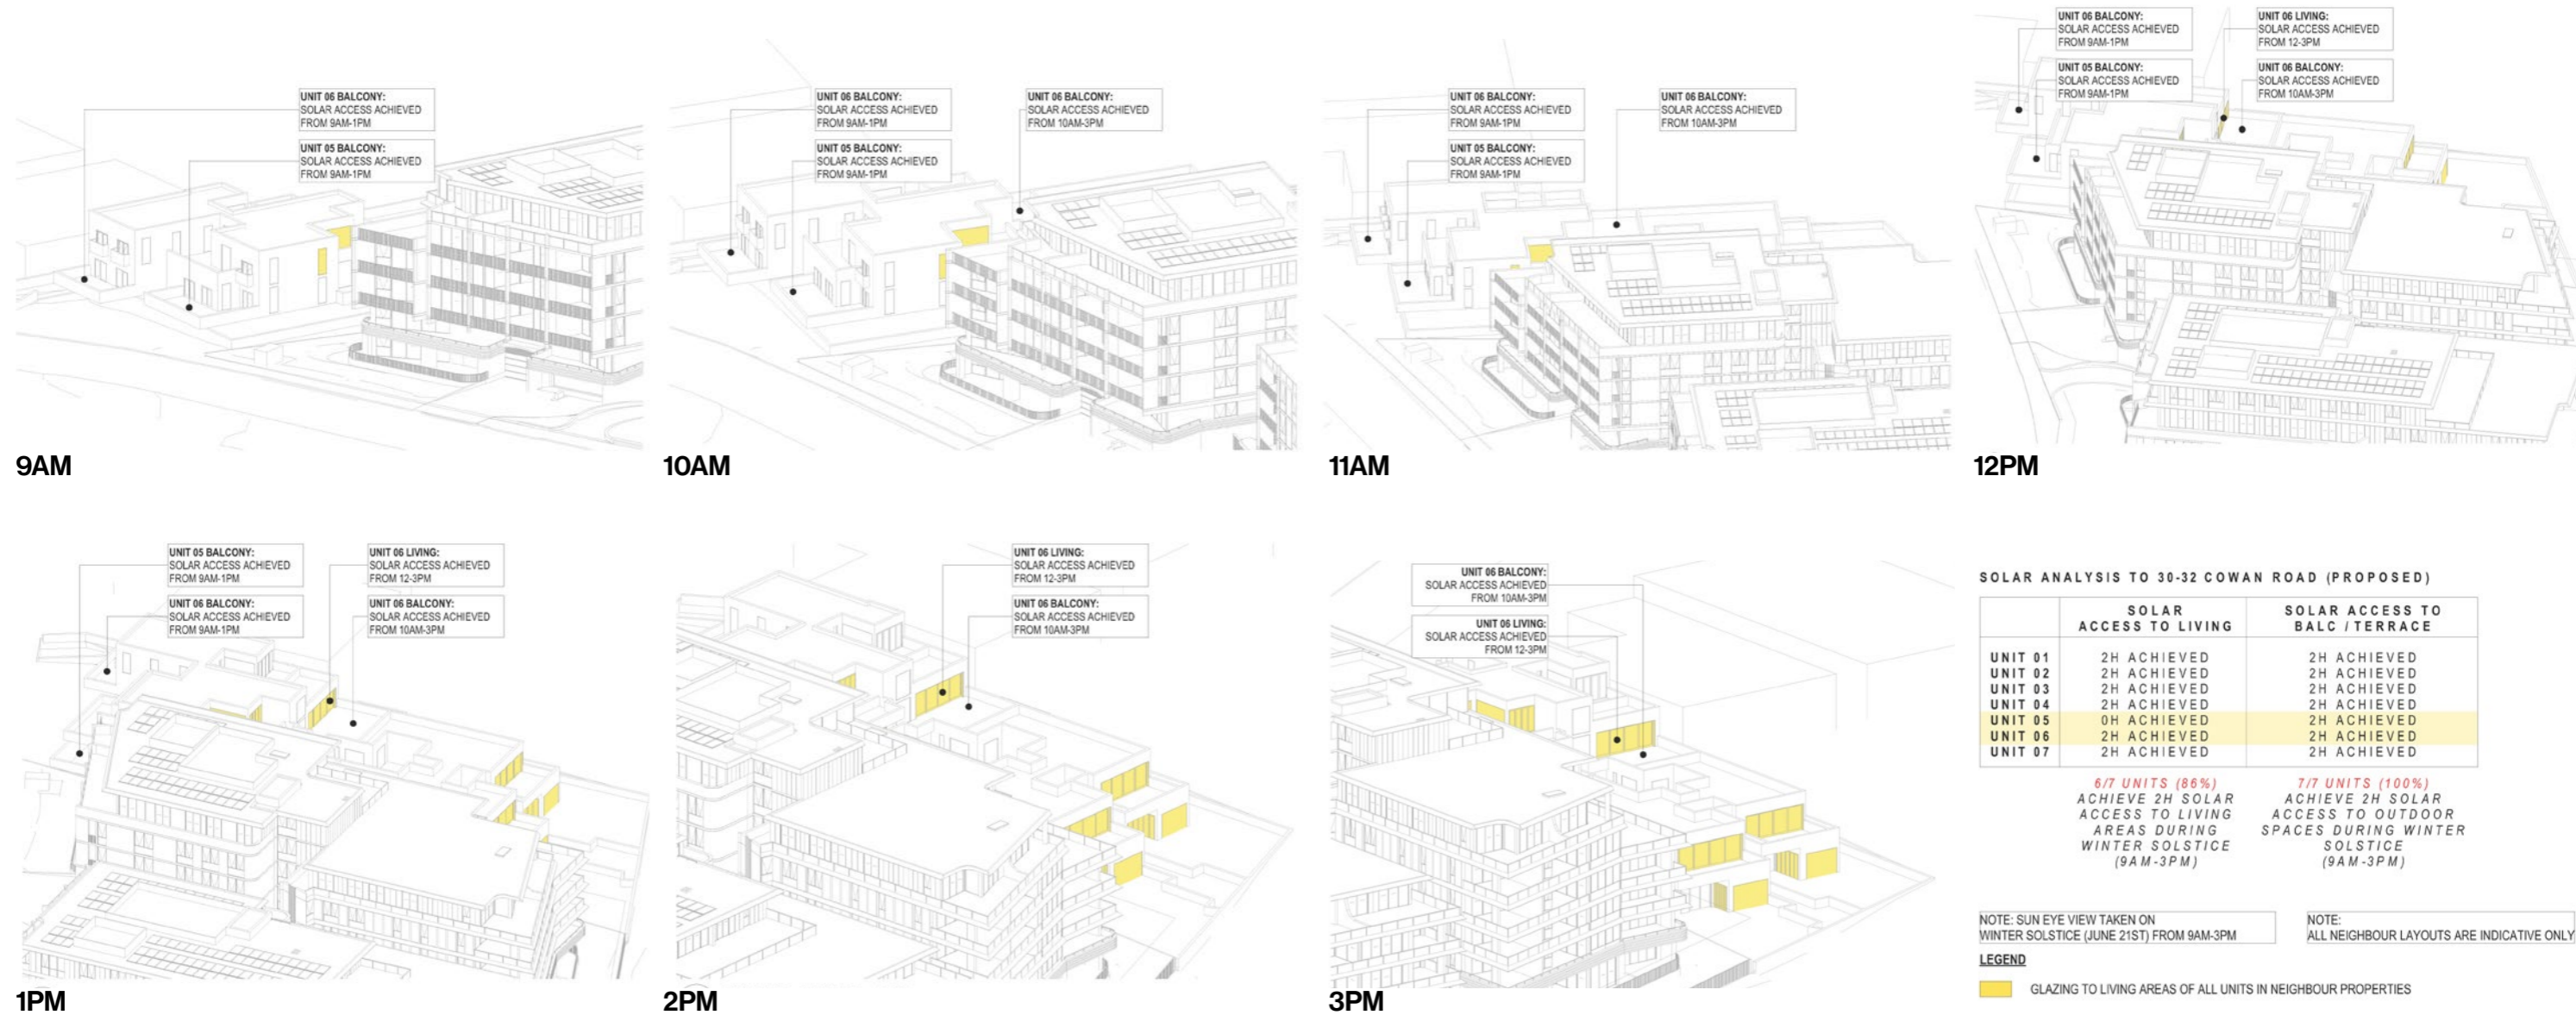 UNIT 06 BALCONY:
SOLAR ACCESS ACHIEVED
FROM 9AM-1PM
UNIT 05 BALCONY:
SOLAR ACCESS ACHIEVED
FROM 9AM-1PM
9AM
UNIT 06 BALCONY:
SOLAR ACCESS ACHIEVED
FROM 9AM-1PM
UNIT 06 BALCONY:
SOLAR ACCESS ACHIEVED
FROM 10AM-3PM
UNIT 05 BALCONY:
SOLAR ACCESS ACHIEVED
FROM 9AM-1PM
10AM
UNIT 06 BALCONY:
SOLAR ACCESS ACHIEVED
FROM 9AM-1PM
UNIT 06 BALCONY:
SOLAR ACCESS ACHIEVED
FROM 10AM-3PM
UNIT 05 BALCONY:
SOLAR ACCESS ACHIEVED
FROM 9AM-1PM
11AM
UNIT 06 BALCONY:
SOLAR ACCESS ACHIEVED
FROM 9AM-1PM
UNIT 06 LIVING:
SOLAR ACCESS ACHIEVED
FROM 12-3PM
UNIT 05 BALCONY:
SOLAR ACCESS ACHIEVED
FROM 9AM-1PM
UNIT 06 BALCONY:
SOLAR ACCESS ACHIEVED
FROM 10AM-3PM
12PM
UNIT 05 BALCONY:
SOLAR ACCESS ACHIEVED
FROM 9AM-1PM
UNIT 06 LIVING:
SOLAR ACCESS ACHIEVED
FROM 12-3PM
UNIT 06 BALCONY:
SOLAR ACCESS ACHIEVED
FROM 9AM-1PM
UNIT 06 BALCONY:
SOLAR ACCESS ACHIEVED
FROM 10AM-3PM
1PM
UNIT 06 LIVING:
SOLAR ACCESS ACHIEVED
FROM 12-3PM
UNIT 06 BALCONY:
SOLAR ACCESS ACHIEVED
FROM 10AM-3PM
2PM
UNIT 06 BALCONY:
SOLAR ACCESS ACHIEVED
FROM 10AM-3PM
UNIT 06 LIVING:
SOLAR ACCESS ACHIEVED
FROM 12-3PM
3PM
SOLAR ANALYSIS TO 30-32 COWAN ROAD (PROPOSED)
SOLAR ACCESS TO LIVING
SOLAR ACCESS TO BALC / TERRACE
UNIT 01 2H ACHIEVED 2H ACHIEVED
UNIT 02 2H ACHIEVED 2H ACHIEVED
UNIT 03 2H ACHIEVED 2H ACHIEVED
UNIT 04 2H ACHIEVED 2H ACHIEVED
UNIT 05 0H ACHIEVED 2H ACHIEVED
UNIT 06 2H ACHIEVED 2H ACHIEVED
UNIT 07 2H ACHIEVED 2H ACHIEVED
6/7 UNITS (86%)
ACHIEVE 2H SOLAR
ACCESS TO LIVING
AREAS DURING
WINTER SOLSTICE
(9AM-3PM)
7/7 UNITS (100%)
ACHIEVE 2H SOLAR
ACCESS TO OUTDOOR
SPACES DURING WINTER
SOLSTICE
(9AM-3PM)
NOTE: SUN EYE VIEW TAKEN ON
WINTER SOLSTICE (JUNE 21ST) FROM 9AM-3PM
NOTE:
ALL NEIGHBOUR LAYOUTS ARE INDICATIVE ONLY
LEGEND
GLAZING TO LIVING AREAS OF ALL UNITS IN NEIGHBOUR PROPERTIES